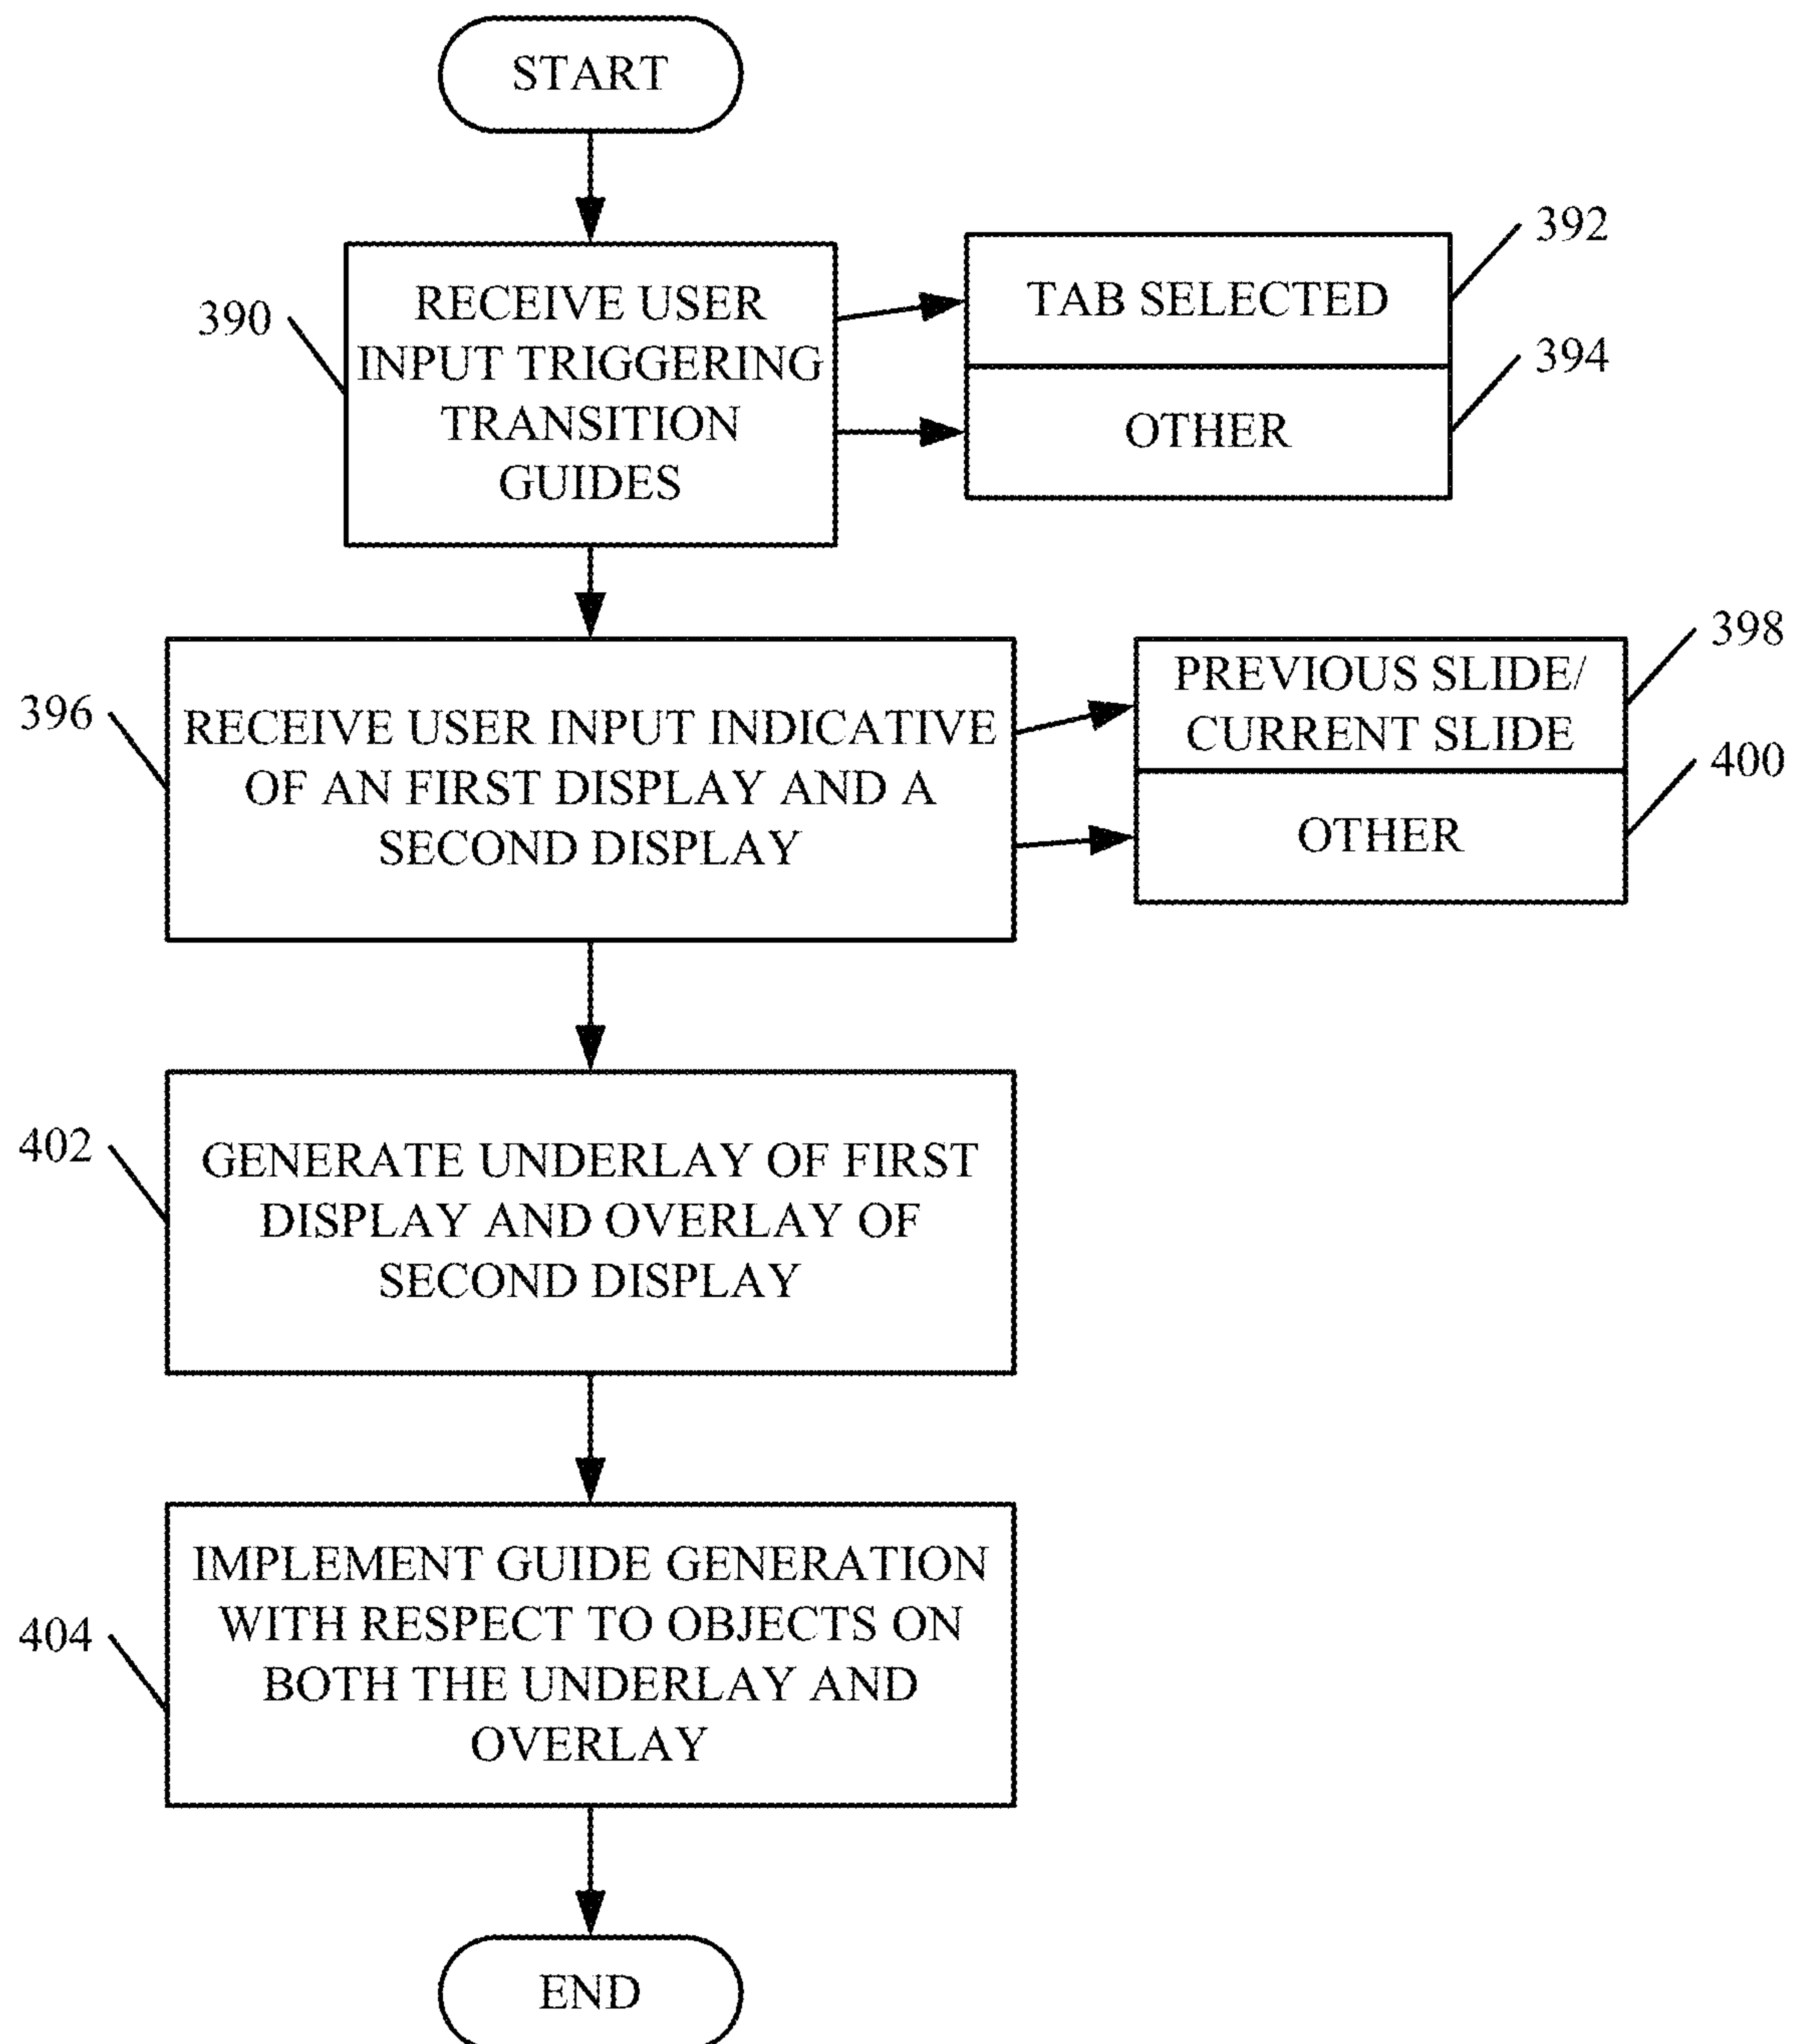 START
390
RECEIVE USER
INPUT TRIGGERING
TRANSITION
GUIDES
TAB SELECTED
392
OTHER
394
396
RECEIVE USER INPUT INDICATIVE
OF AN FIRST DISPLAY AND A
SECOND DISPLAY
PREVIOUS SLIDE/
CURRENT SLIDE
398
OTHER
400
402
GENERATE UNDERLAY OF FIRST
DISPLAY AND OVERLAY OF
SECOND DISPLAY
404
IMPLEMENT GUIDE GENERATION
WITH RESPECT TO OBJECTS ON
BOTH THE UNDERLAY AND
OVERLAY
END